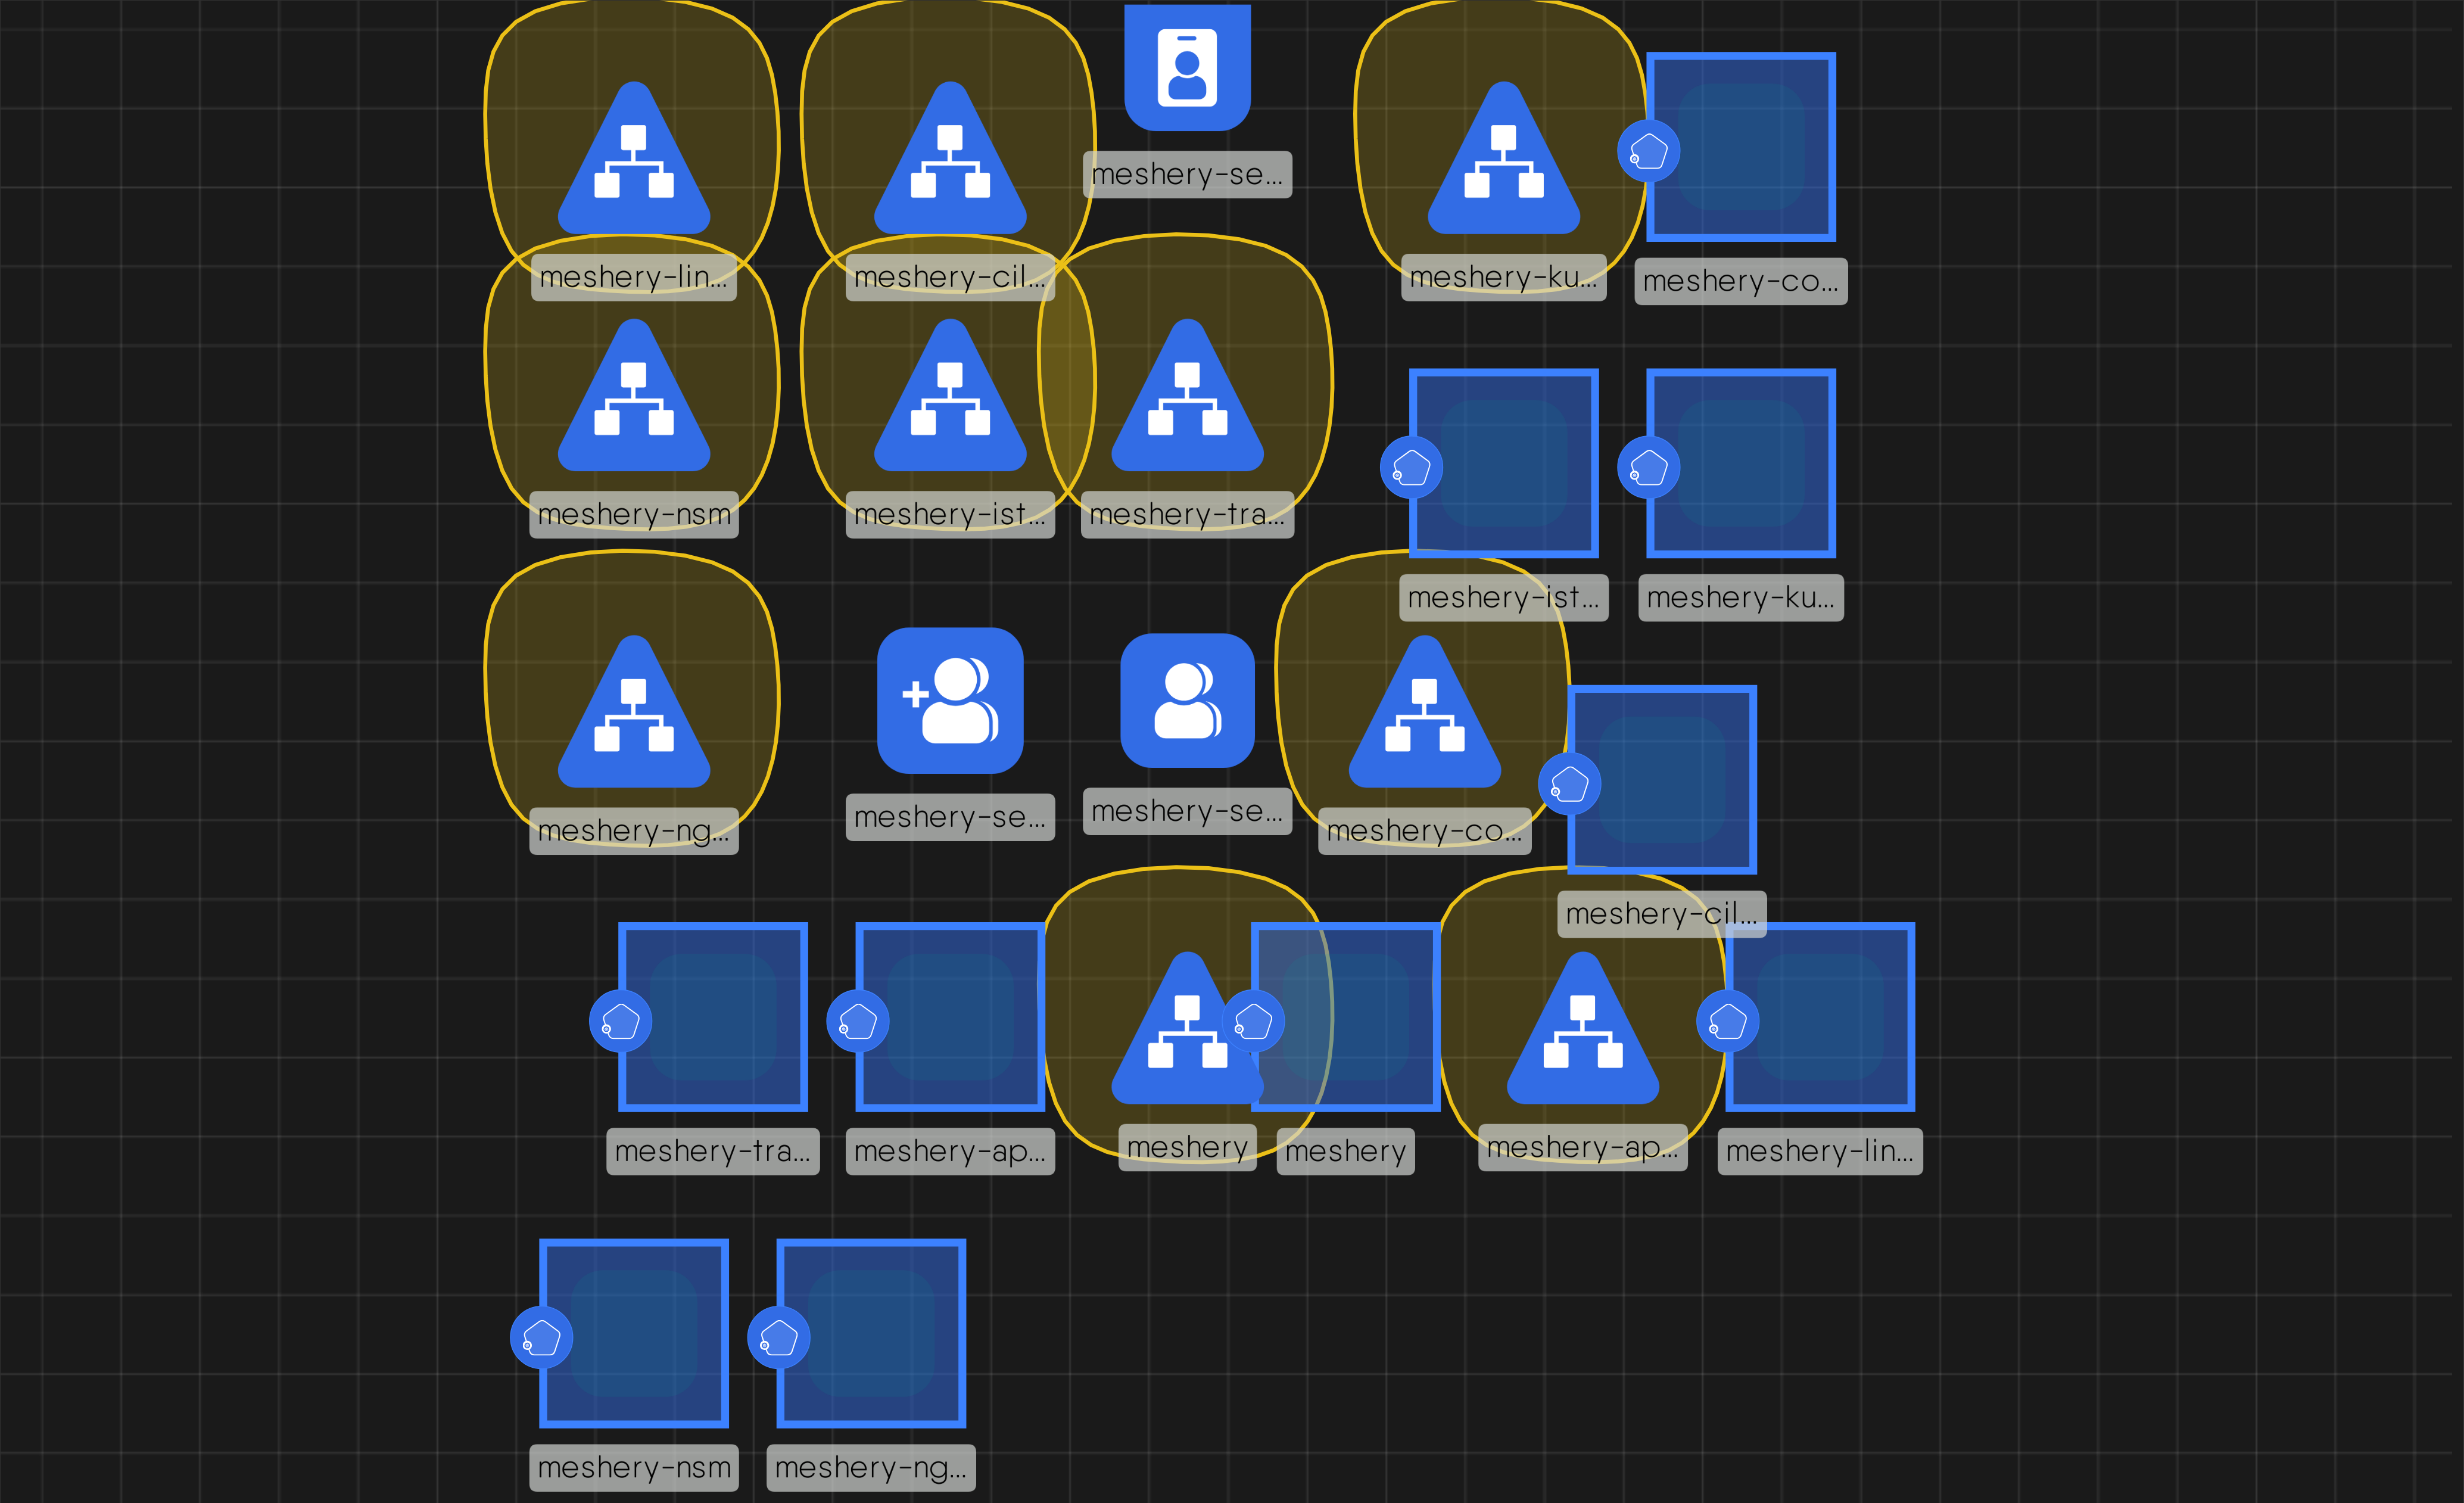 meshery-se...
meshery-lin...
meshery-cil...
meshery-ku...
meshery-co...
meshery-nsm
meshery-ist...
meshery-tra...
meshery-ist...
meshery-ku...
meshery-ng...
meshery-se...
meshery-se...
meshery-co...
meshery-cil...
meshery-tra...
meshery-ap...
meshery
meshery
meshery-ap...
meshery-lin...
meshery-nsm
meshery-ng...